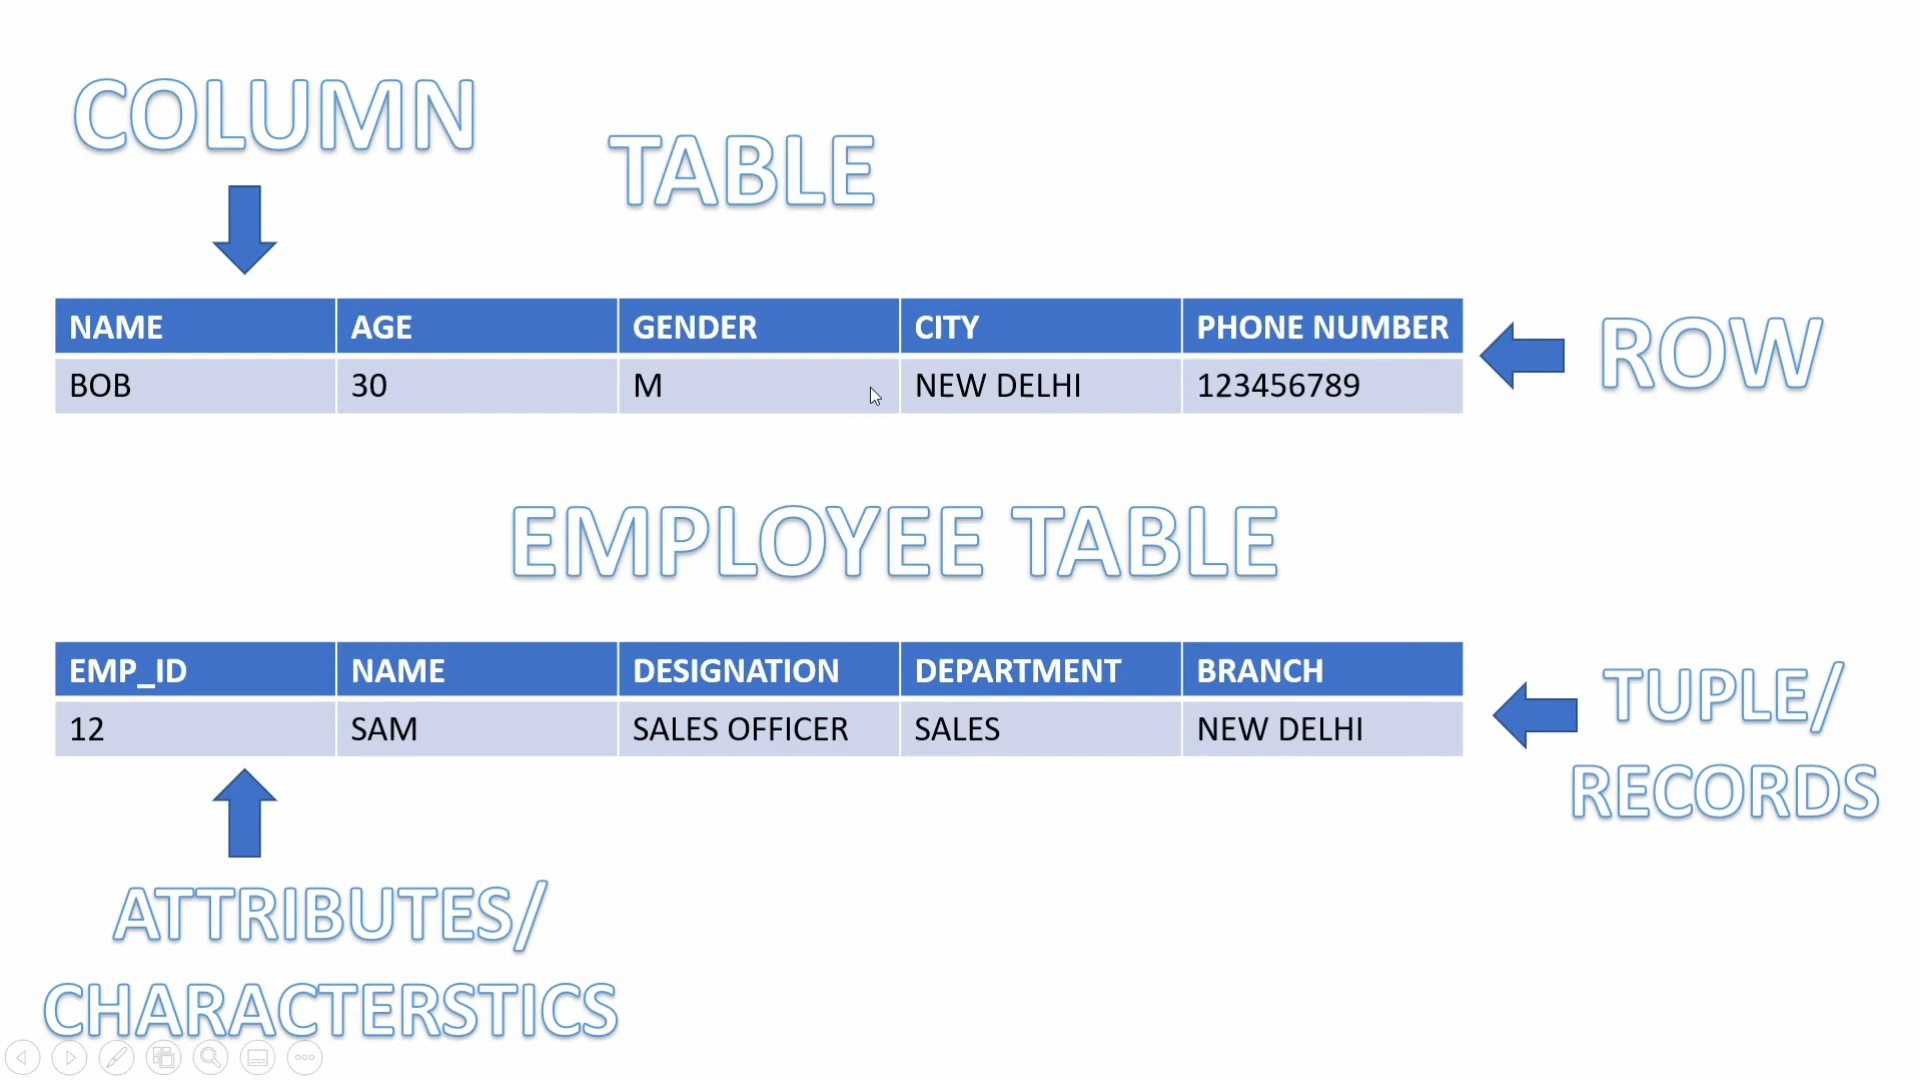 COLUMN
TABLE
NAME AGE GENDER CITY PHONE NUMBER
BOB 30 M NEW DELHI 123456789
ROW
EMPLOYEE TABLE
EMP_ID NAME DESIGNATION DEPARTMENT BRANCH
12 SAM SALES OFFICER SALES NEW DELHI
TUPLE/
RECORDS
ATTRIBUTES/
CHARACTERSTICS